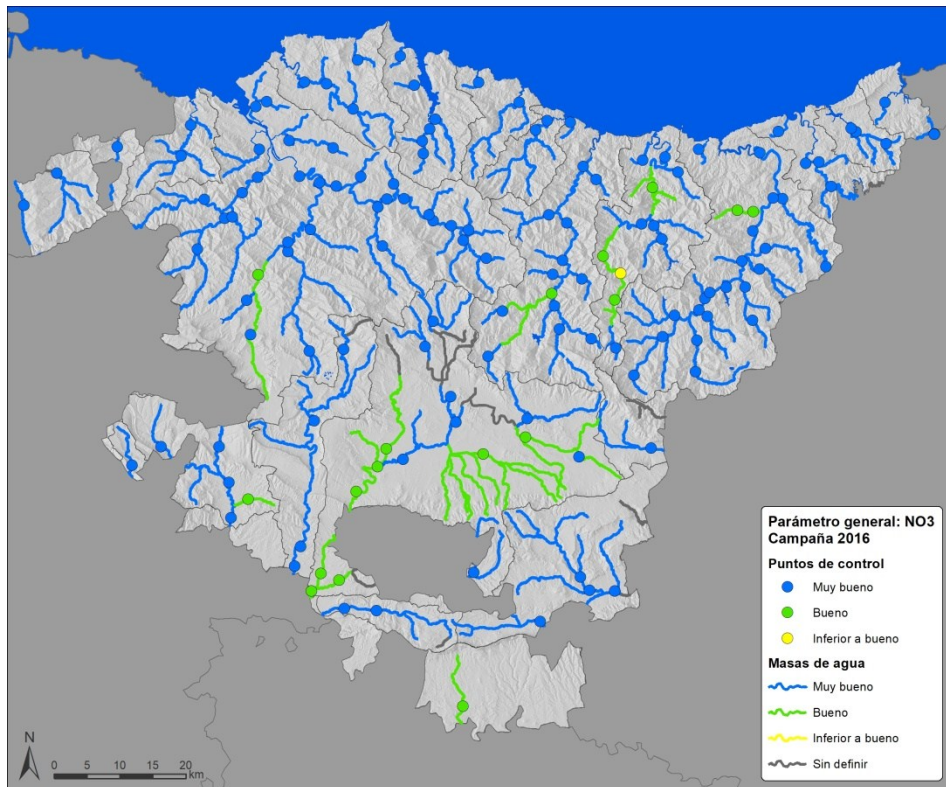 Parámetro general: NO3
Campaña 2016
Puntos de control
Muy bueno
Bueno
Inferior a bueno
Masas de agua
Muy bueno
Bueno
Inferior a bueno
Sin definir
N
0 5 10 15 20
km